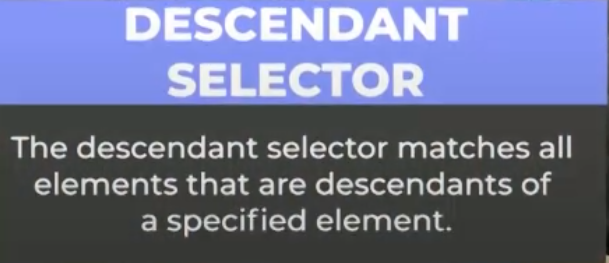 DESCENDANT
SELECTOR
The descendant selector matches all
elements that are descendants of
a specified element.